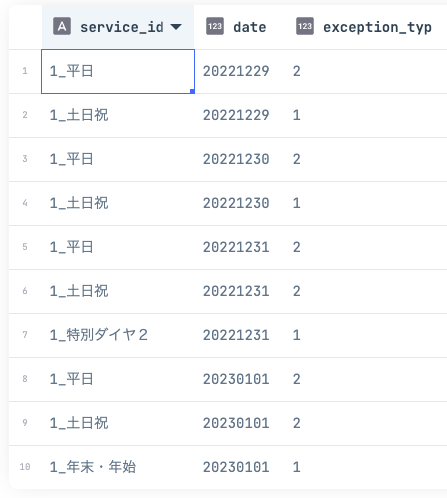 A service_id 123 date 123 exception_typ
1 1_平日 20221229 2
2 1_土日祝 20221229 1
3 1_平日 20221230 2
4 1_土日祝 20221230 1
5 1_平日 20221231 2
6 1_土日祝 20221231 2
7 1_特別ダイヤ２ 20221231 1
8 1_平日 20230101 2
9 1_土日祝 20230101 2
10 1_年末・年始 20230101 1